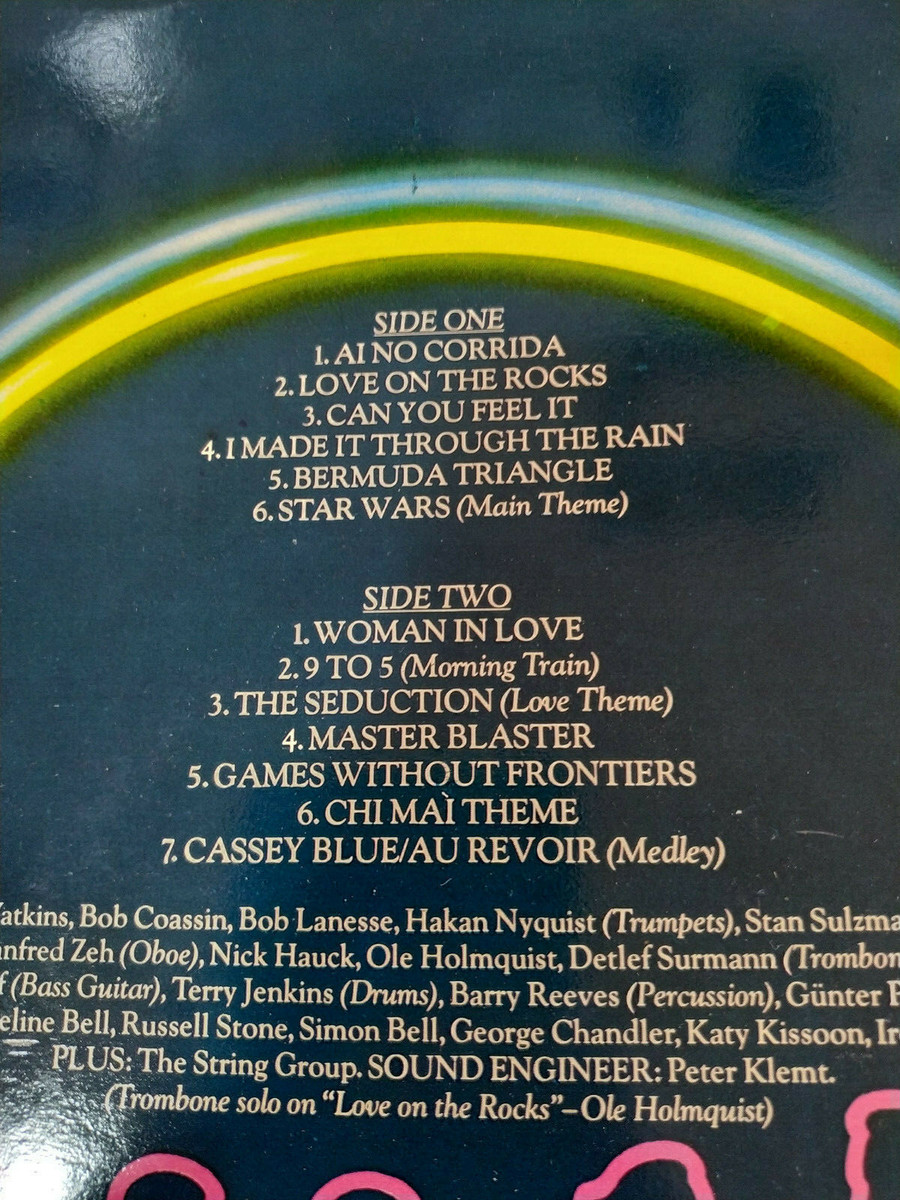 SIDE ONE
1. AI NO CORRIDA
2. LOVE ON THE ROCKS
3. CAN YOU FEEL IT
4. I MADE IT THROUGH THE RAIN
5. BERMUDA TRIANGLE
6. STAR WARS (Main Theme)
SIDE TWO
1. WOMAN IN LOVE
2. 9 TO 5 (Morning Train)
3. THE SEDUCTION (Love Theme)
4. MASTER BLASTER
5. GAMES WITHOUT FRONTIERS
6. CHI MAÌ THEME
7. CASSEY BLUE/AU REVOIR (Medley)
Bob Coassin, Bob Lanesse, Hakan Nyquist (Trumpets), Stan
Zeh (Oboe), Nick Hauck, Ole Holmquist, Detlef Surmann
(Bass Guitar), Terry Jenkins (Drums), Barry Reeves (Percussion), Günter
Bell, Russell Stone, Simon Bell, George Chandler, Katy Kissoon,
PLUS: The String Group. SOUND ENGINEER: Peter Klemt.
(Trombone solo on "Love on the Rocks"–Ole Holmquist)